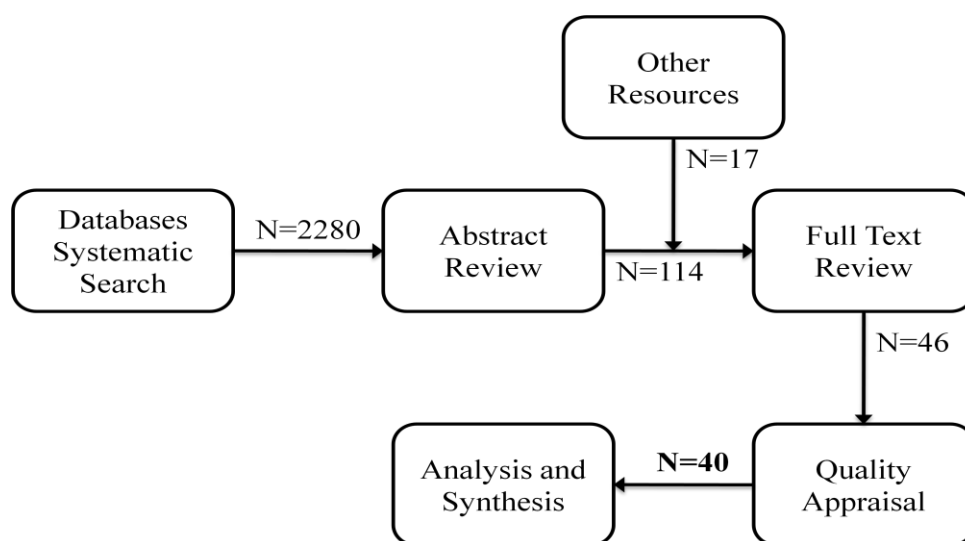 Other
Resources
N=17
Databases
Systematic
Search
N=2280
Abstract
Review
N=114
Full Text
Review
N=46
Analysis and
Synthesis
N=40
Quality
Appraisal